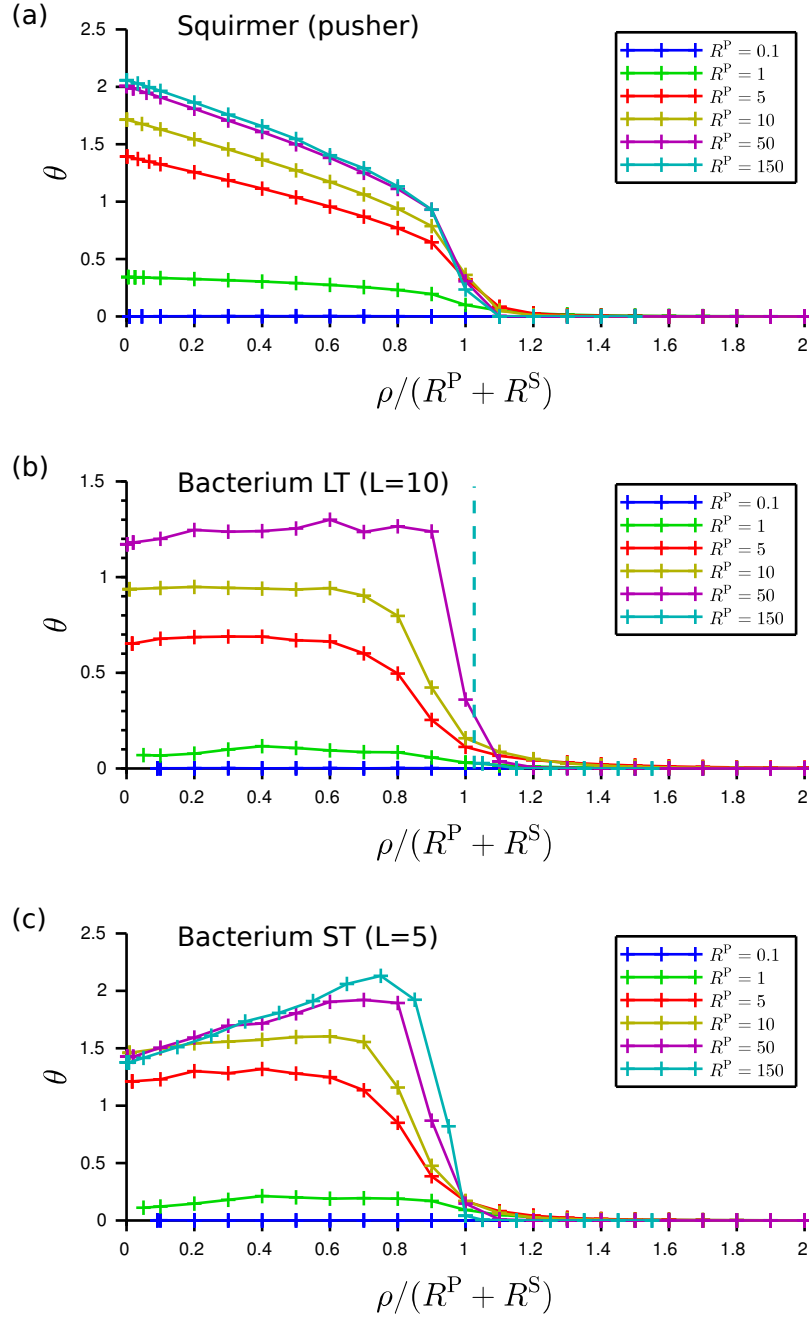 (a)
Squirmer (pusher)
2.5
2
1.5
1
0.5
0
θ
R^P = 0.1
R^P = 1
R^P = 5
R^P = 10
R^P = 50
R^P = 150
0 0.2 0.4 0.6 0.8 1 1.2 1.4 1.6 1.8 2
ρ/(R^P + R^S)
(b)
Bacterium LT (L=10)
1.5
1
0.5
0
θ
R^P = 0.1
R^P = 1
R^P = 5
R^P = 10
R^P = 50
R^P = 150
0 0.2 0.4 0.6 0.8 1 1.2 1.4 1.6 1.8 2
ρ/(R^P + R^S)
(c)
Bacterium ST (L=5)
2.5
2
1.5
1
0.5
0
θ
R^P = 0.1
R^P = 1
R^P = 5
R^P = 10
R^P = 50
R^P = 150
0 0.2 0.4 0.6 0.8 1 1.2 1.4 1.6 1.8 2
ρ/(R^P + R^S)